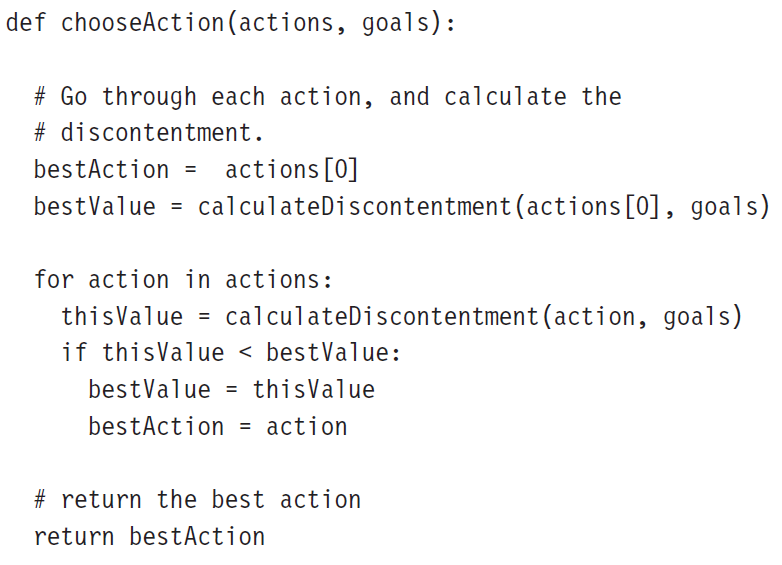 def chooseAction(actions, goals):
# Go through each action, and calculate the
# discontentment.
bestAction =  actions[0]
bestValue = calculateDiscontentment(actions[0], goals)
for action in actions:
thisValue = calculateDiscontentment(action, goals)
if thisValue < bestValue:
bestValue = thisValue
bestAction = action
# return the best action
return bestAction